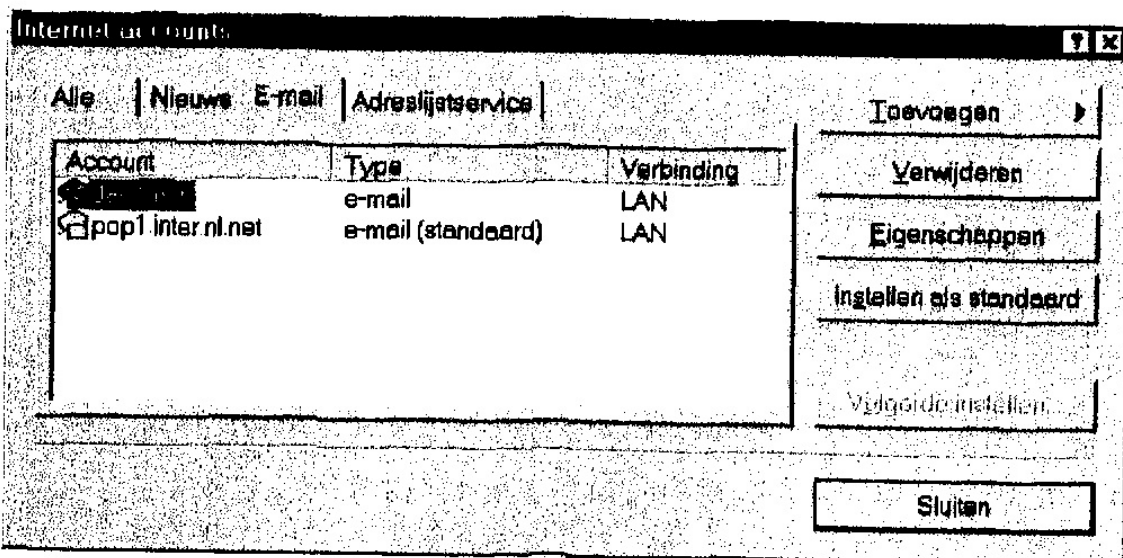 Internet accounts
Alle Nieuws E-mail Adreslijstservice
Toevoegen
Account Type Verbinding
Verwijderen
e-mail LAN
pop1.inter.nl.net e-mail (standaard) LAN
Eigenschappen
Instellen als standaard
Volgorde instellen...
Sluiten